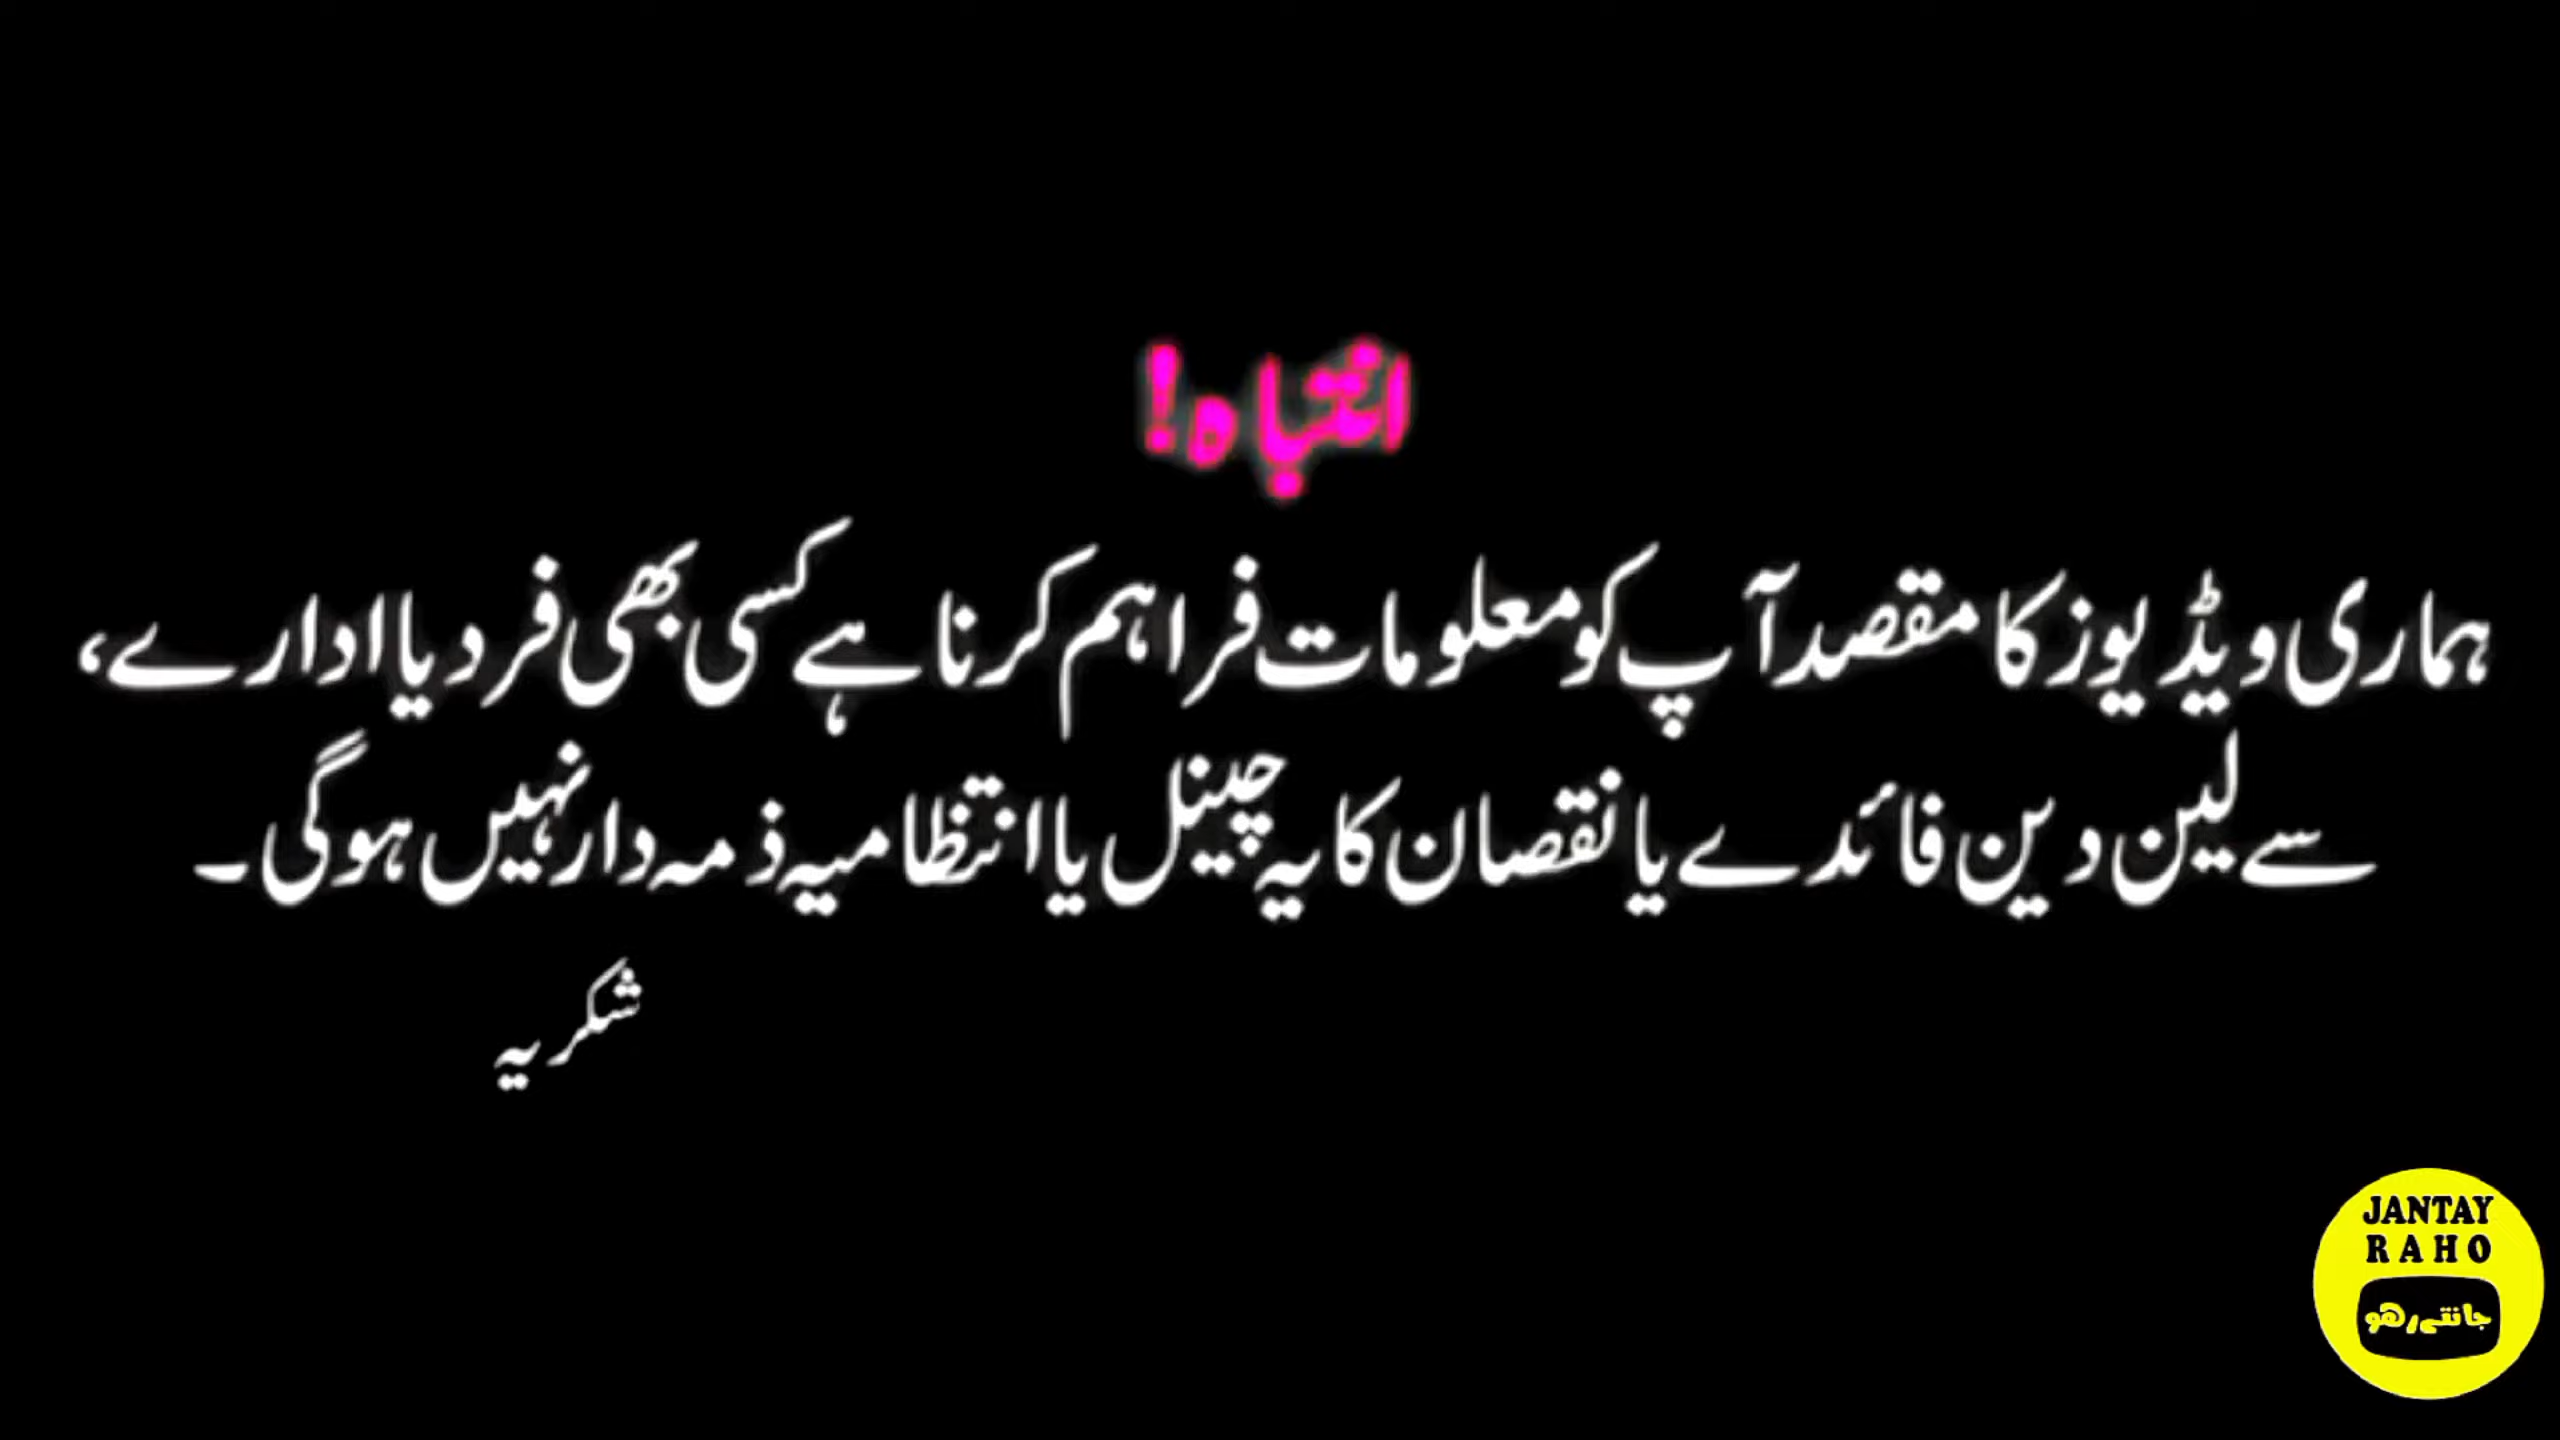 انتباہ!
ہماری ویڈیوز کا مقصد آپ کو معلومات فراہم کرنا ہے کسی بھی فرد یا ادارے،
سے لین دین فائدے یا نقصان کا یہ چینل یا انتظامیہ ذمہ دار نہیں ہوگی۔
شکریہ
JANTAY
RAHO
جانتے رهو